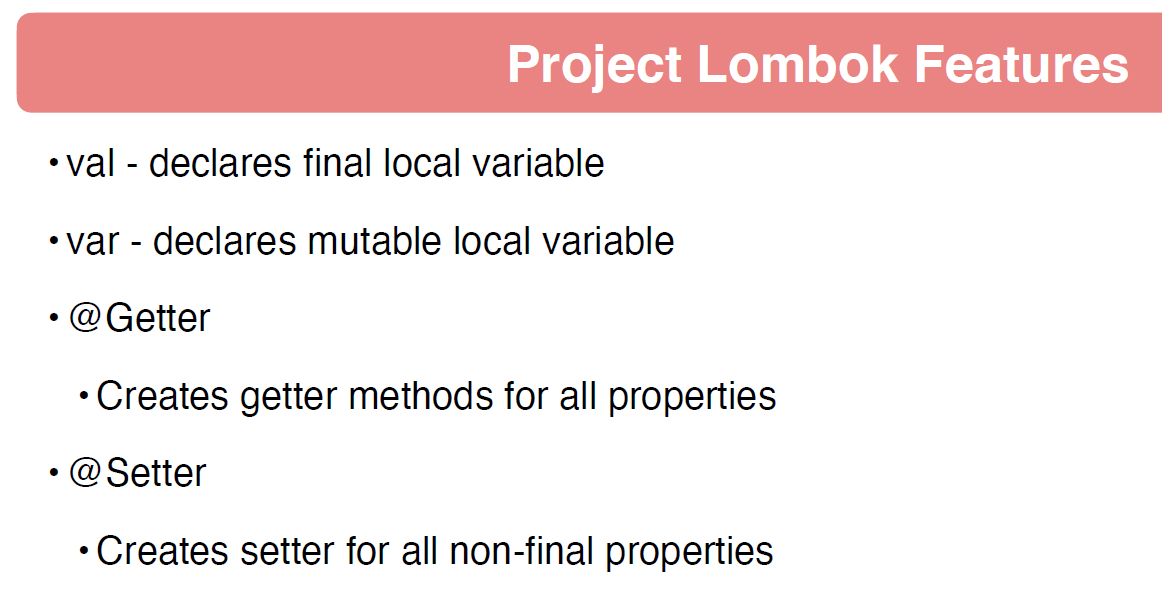 Project Lombok Features
• val - declares final local variable
• var - declares mutable local variable
• @Getter
• Creates getter methods for all properties
• @Setter
• Creates setter for all non-final properties